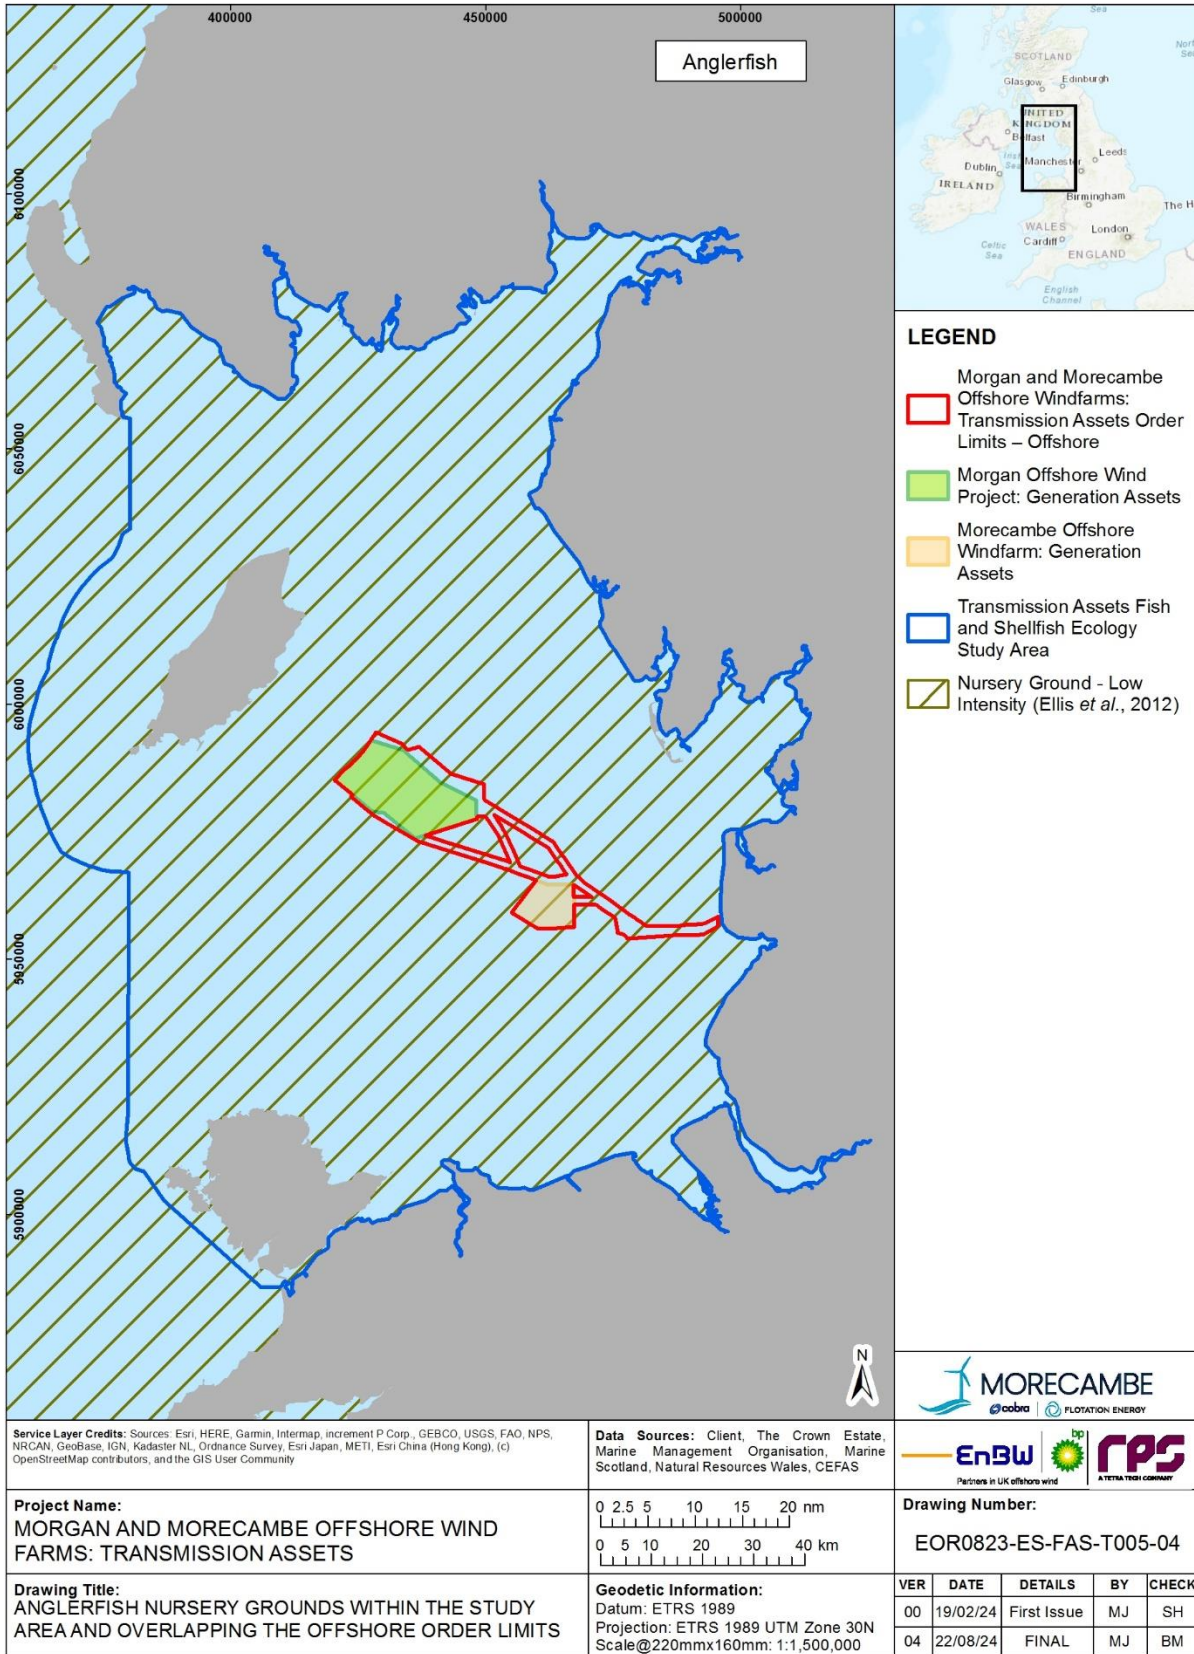 400000
450000
500000
Anglerfish
6100000
6050000
6000000
5950000
5900000
N
SCOTLAND
Glasgow
Edinburgh
UNITED
KINGDOM
Belfast
Leeds
Dublin
Manchester
IRELAND
Birmingham
The H
WALES
Cardiff
London
Celtic
Sea
ENGLAND
English
Channel
LEGEND
Morgan and Morecambe
Offshore Windfarms:
Transmission Assets Order
Limits – Offshore
Morgan Offshore Wind
Project: Generation Assets
Morecambe Offshore
Windfarm: Generation
Assets
Transmission Assets Fish
and Shellfish Ecology
Study Area
Nursery Ground - Low
Intensity (Ellis et al., 2012)
MORECAMBE
cobra
FLOTATION ENERGY
EnBW
bp
Partners in UK offshore wind
RPS
A TETRA TECH COMPANY
Service Layer Credits: Sources: Esri, HERE, Garmin, Intermap, increment P Corp., GEBCO, USGS, FAO, NPS,
NRCAN, GeoBase, IGN, Kadaster NL, Ordnance Survey, Esri Japan, METI, Esri China (Hong Kong), (c)
OpenStreetMap contributors, and the GIS User Community
Data Sources: Client, The Crown Estate,
Marine Management Organisation, Marine
Scotland, Natural Resources Wales, CEFAS
Project Name:
MORGAN AND MORECAMBE OFFSHORE WIND
FARMS: TRANSMISSION ASSETS
0 2.5 5 10 15 20 nm
0 5 10 20 30 40 km
Drawing Number:
EOR0823-ES-FAS-T005-04
Drawing Title:
ANGLERFISH NURSERY GROUNDS WITHIN THE STUDY
AREA AND OVERLAPPING THE OFFSHORE ORDER LIMITS
Geodetic Information:
Datum: ETRS 1989
Projection: ETRS 1989 UTM Zone 30N
Scale@220mmx160mm: 1:1,500,000
VER DATE DETAILS BY CHECK
00 19/02/24 First Issue MJ SH
04 22/08/24 FINAL MJ BM